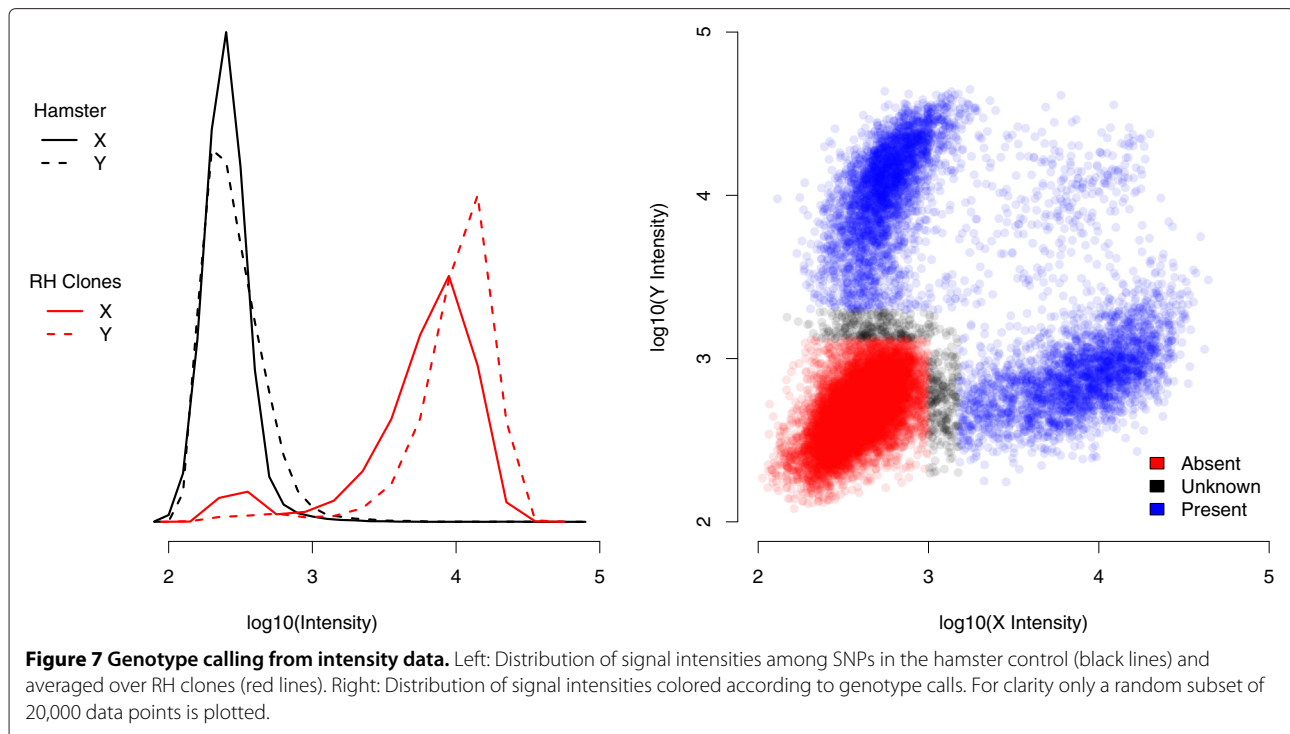 Hamster
X
Y
RH Clones
X
Y
2 3 4 5
log10(Intensity)
5
4
3
2
log10(Y Intensity)
Absent
Unknown
Present
2 3 4 5
log10(X Intensity)
Figure 7 Genotype calling from intensity data. Left: Distribution of signal intensities among SNPs in the hamster control (black lines) and
averaged over RH clones (red lines). Right: Distribution of signal intensities colored according to genotype calls. For clarity only a random subset of
20,000 data points is plotted.